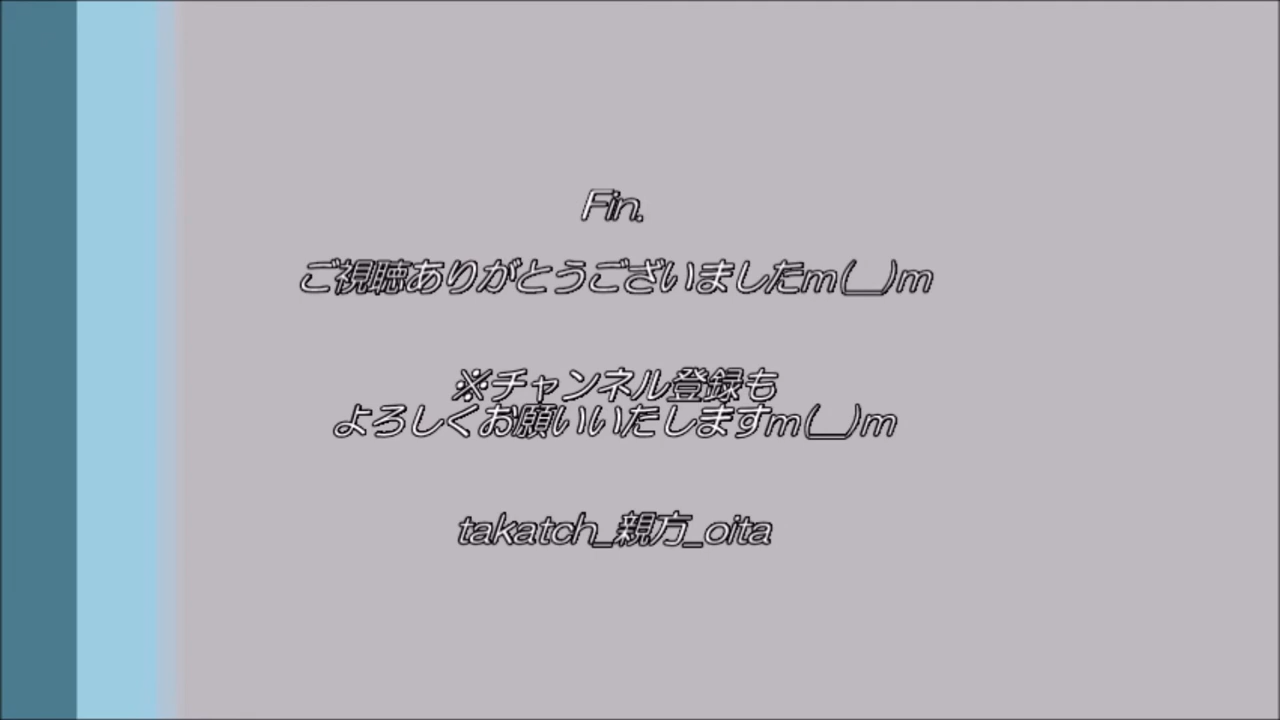 Fin.
ご視聴ありがとうございましたm(__)m
※チャンネル登録も
よろしくお願いいたしますm(__)m
takatch_親方_oita